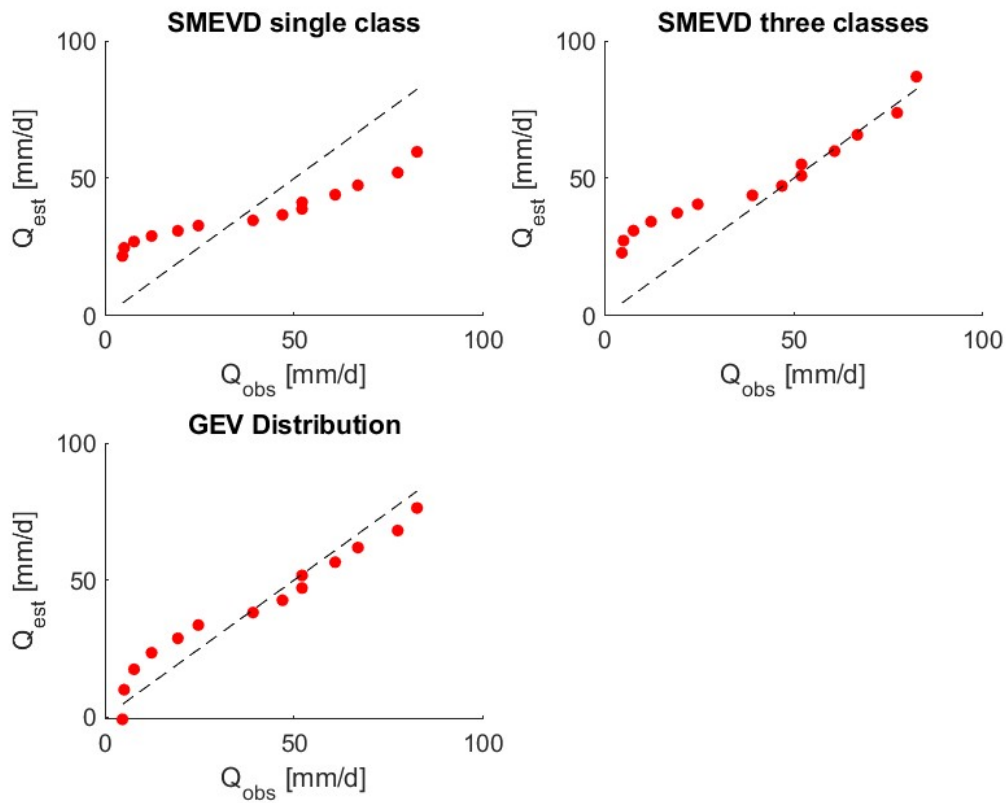 SMEVD single class
100
50
0
Q_est [mm/d]
0 50 100
Q_obs [mm/d]
SMEVD three classes
100
50
0
Q_est [mm/d]
0 50 100
Q_obs [mm/d]
GEV Distribution
100
50
0
Q_est [mm/d]
0 50 100
Q_obs [mm/d]